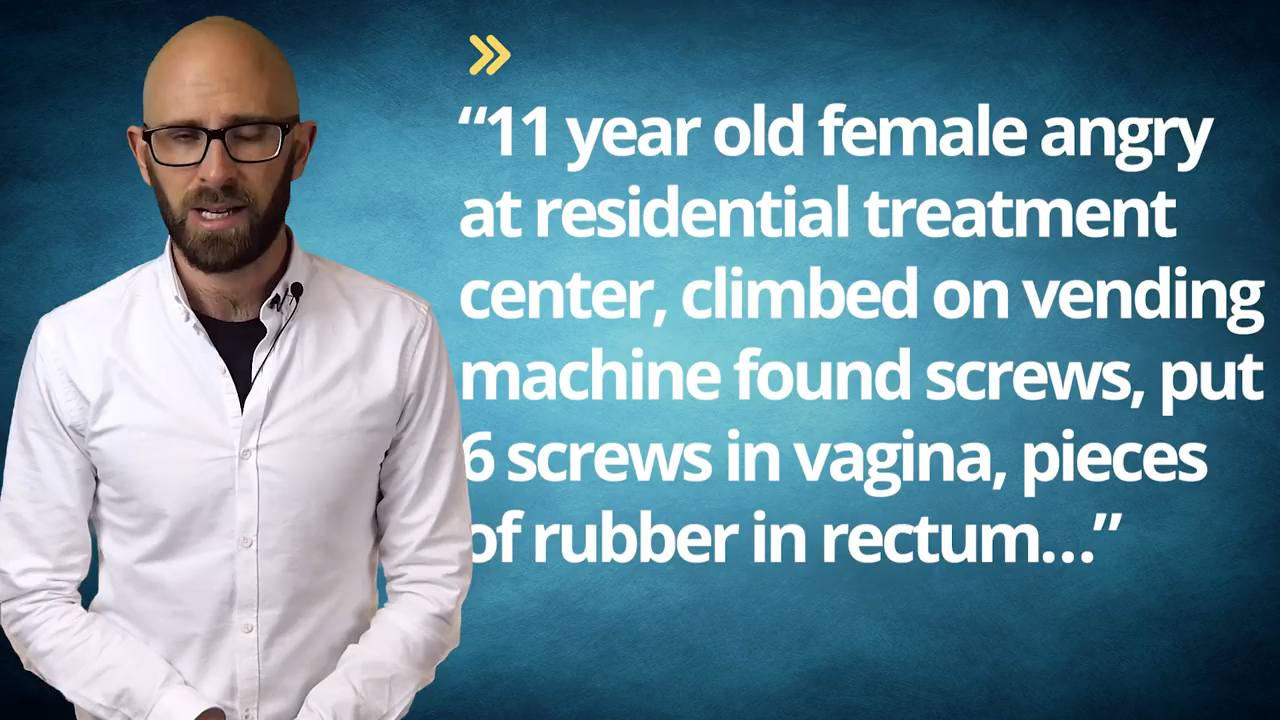 “11 year old female angry
at residential treatment
center, climbed on vending
machine found screws, put
6 screws in vagina, pieces
of rubber in rectum...”